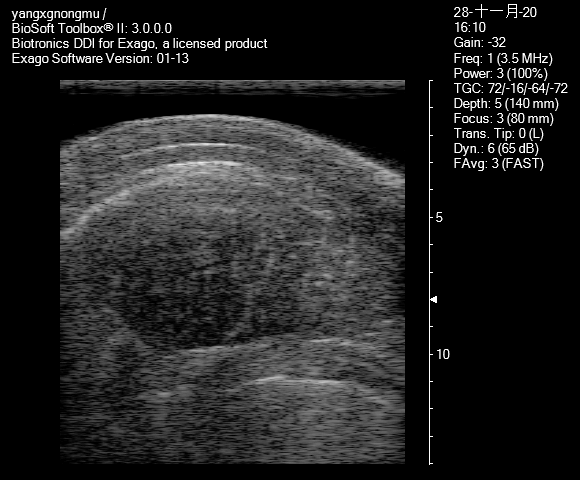 yangxgnongmu /
BioSoft Toolbox® II: 3.0.0.0
Biotronics DDI for Exago, a licensed product
Exago Software Version: 01-13
28-十一月-20
16:10
Gain: -32
Freq: 1 (3.5 MHz)
Power: 3 (100%)
TGC: 72/-16/-64/-72
Depth: 5 (140 mm)
Focus: 3 (80 mm)
Trans. Tip: 0 (L)
Dyn.: 6 (65 dB)
FAvg: 3 (FAST)
5
10